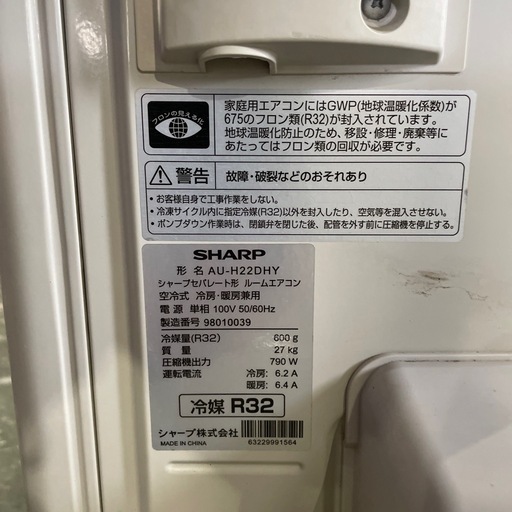 フロンの見える化
家庭用エアコンにはGWP(地球温暖化係数)が
675のフロン類(R32)が封入されています。
地球温暖化防止のため、移設・修理・廃棄等に
あたってはフロン類の回収が必要です。
警告 故障・破裂などのおそれあり
・お客様自身で工事作業をしない。
・冷凍サイクル内に指定冷媒(R32)以外を封入したり、空気等を混入させない。
・ポンプダウン作業時は、閉鎖弁を閉じた後、配管を外す前に圧縮機を停止する。
SHARP
形 名 AU-H22DHY
シャープセパレート形 ルームエアコン
空冷式 冷房・暖房兼用
電 源 単相 100V 50/60Hz
製造番号 98010039
冷媒量(R32) 600 g
質 量 27 kg
圧縮機出力 790 W
運転電流 冷房: 6.2 A
暖房: 6.4 A
冷媒 R32
シャープ株式会社
MADE IN CHINA
63229991564